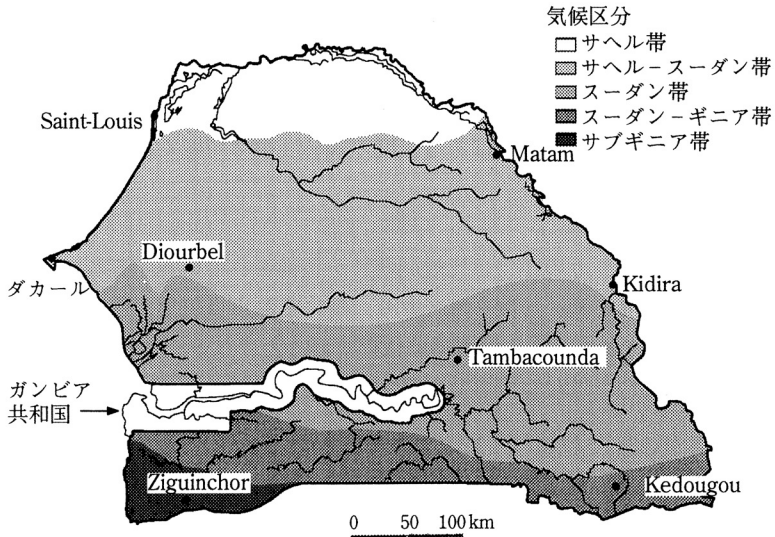 気候区分
サヘル帯
サヘル－スーダン帯
スーダン帯
スーダン－ギニア帯
サブギニア帯
Saint-Louis
Matam
Diourbel
ダカール
Kidira
Tambacounda
ガンビア
共和国
Ziguinchor
Kedougou
0 50 100 km